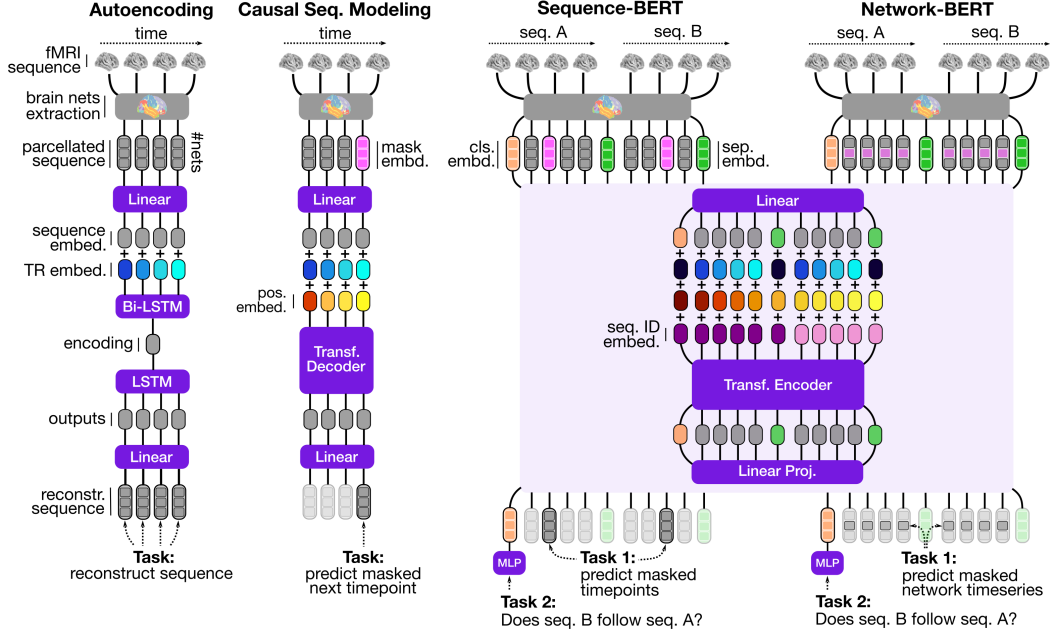 Autoencoding
Causal Seq. Modeling
Sequence-BERT
Network-BERT
time
time
seq. A
seq. B
seq. A
seq. B
fMRI
sequence
brain nets
extraction
parcellated
sequence
#nets
mask
embd.
cls.
embd.
sep.
embd.
Linear
Linear
Linear
sequence
embed.
+ + + +
+ + + +
+ + + + + + + + + + +
TR embed.
+ + + +
+ + + + + + + + + + +
Bi-LSTM
pos.
embed.
+ + + + + + + + + + +
seq. ID
embed.
encoding
Transf.
Decoder
LSTM
Transf. Encoder
outputs
Linear
Linear
Linear Proj.
reconstr.
sequence
Task:
reconstruct sequence
Task:
predict masked
next timepoint
MLP
Task 1:
predict masked
timepoints
Task 2:
Does seq. B follow seq. A?
MLP
Task 1:
predict masked
network timeseries
Task 2:
Does seq. B follow seq. A?